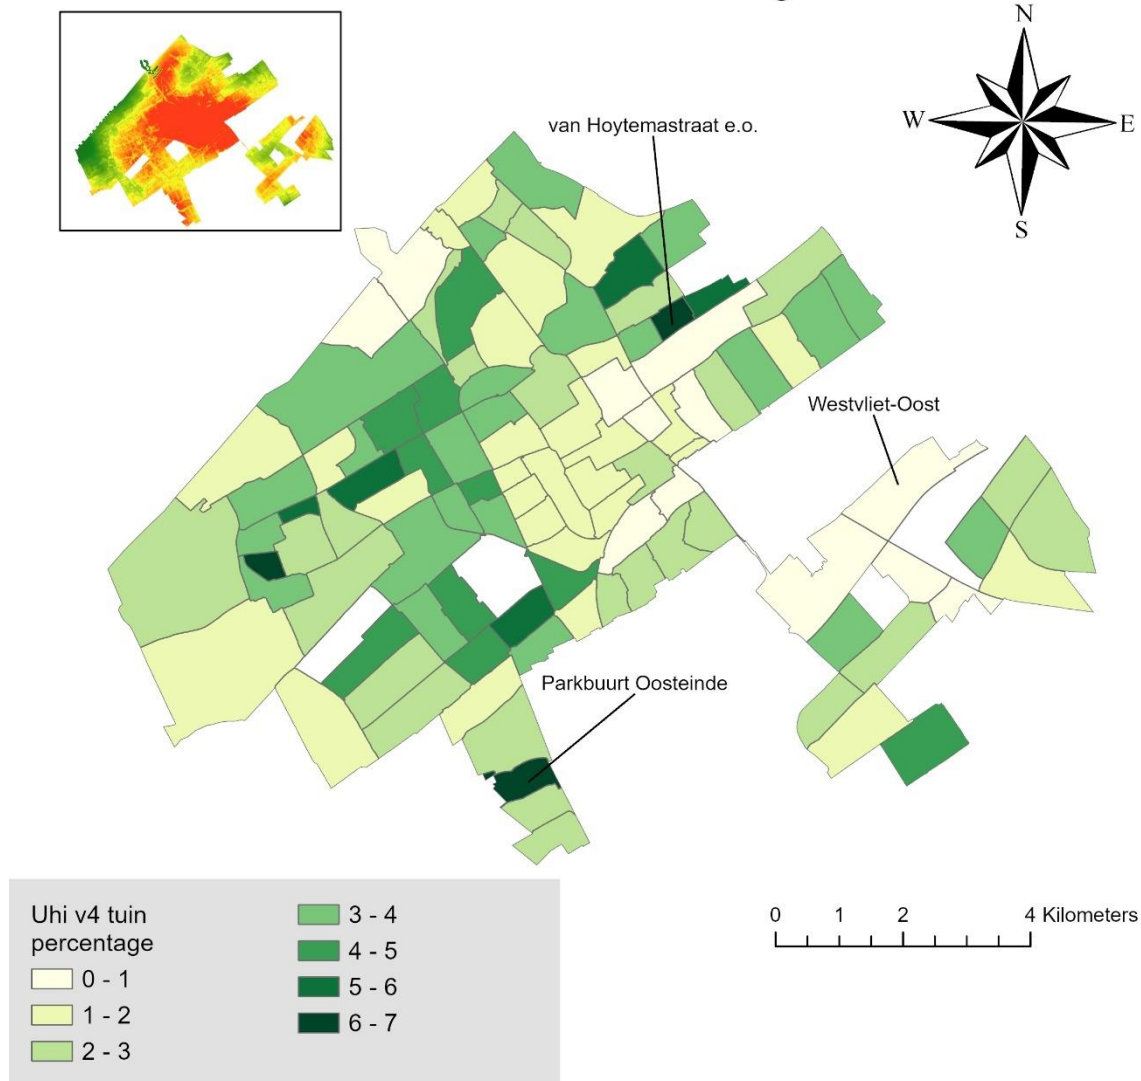 N
W E
S
van Hoytemastraat e.o.
Westvliet-Oost
Parkbuurt Oosteinde
Uhi v4 tuin
percentage
0 - 1
1 - 2
2 - 3
3 - 4
4 - 5
5 - 6
6 - 7
0 1 2 4 Kilometers